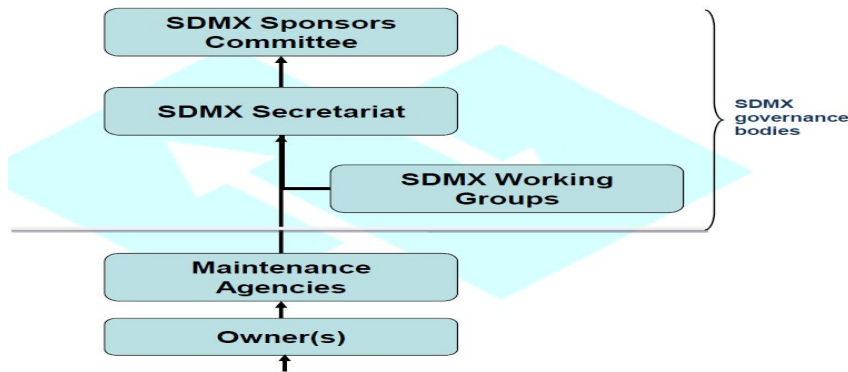 SDMX Sponsors
Committee
SDMX Secretariat
SDMX
governance
bodies
SDMX Working
Groups
Maintenance
Agencies
Owner(s)